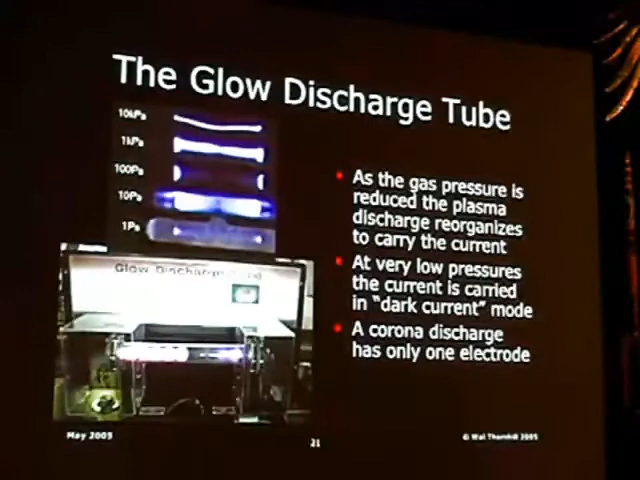 The Glow Discharge Tube
10kPa
1kPa
100Pa
10Pa
1Pa
As the gas pressure is
reduced the plasma
discharge reorganizes
to carry the current
At very low pressures
the current is carried
in "dark current" mode
A corona discharge
has only one electrode
Glow Discharge
May 2005
21
© Wal Thornhill 2005